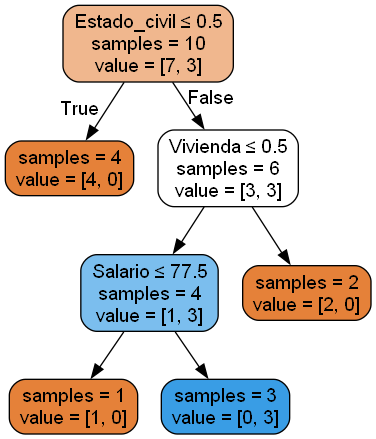 Estado_civil ≤ 0.5
samples = 10
value = [7, 3]
True
False
samples = 4
value = [4, 0]
Vivienda ≤ 0.5
samples = 6
value = [3, 3]
Salario ≤ 77.5
samples = 4
value = [1, 3]
samples = 2
value = [2, 0]
samples = 1
value = [1, 0]
samples = 3
value = [0, 3]